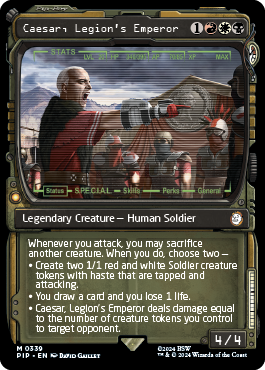 Caesar, Legion's Emperor 1
STATS
MAX
Status SPECIAL Skills Perks General
Legendary Creature — Human Soldier
Whenever you attack, you may sacrifice
another creature. When you do, choose two —
• Create two 1/1 red and white Soldier creature
tokens with haste that are tapped and
attacking.
• You draw a card and you lose 1 life.
• Caesar, Legion's Emperor deals damage equal
to the number of creature tokens you control
to target opponent.
4/4
M 0339
PIP • EN DAVID GAILLET
©2024 BSW
™ & © 2024 Wizards of the Coast